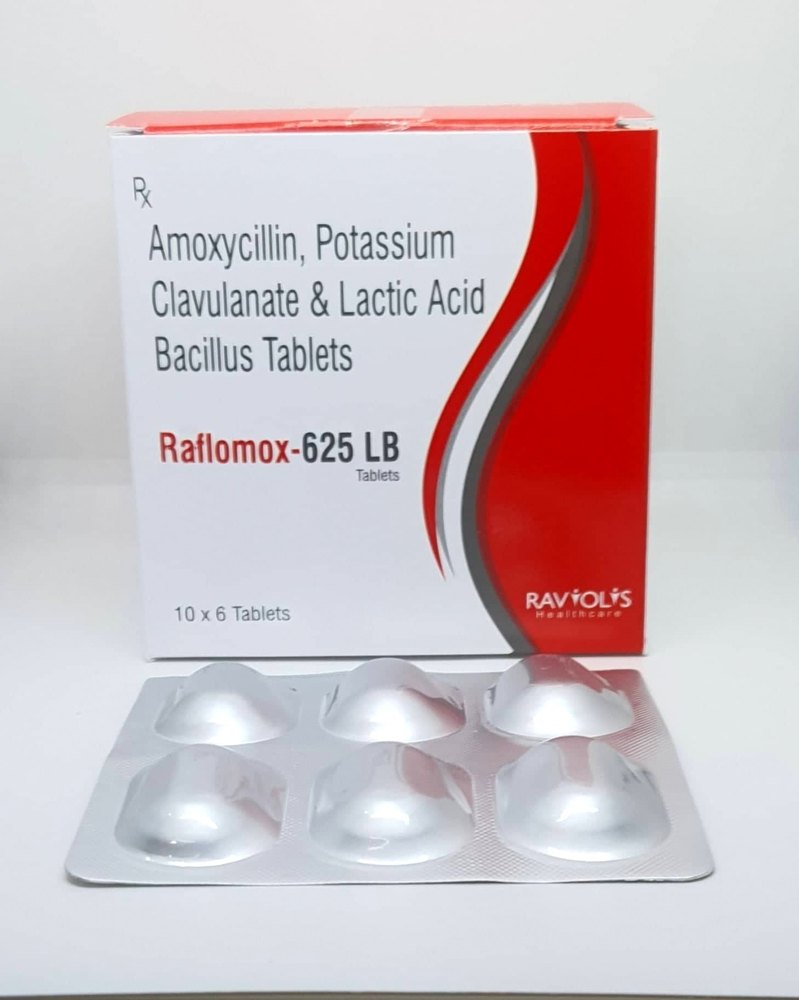 Rx
Amoxycillin, Potassium
Clavulanate & Lactic Acid
Bacillus Tablets
Raflomox-625 LB
Tablets
10 x 6 Tablets
RAVIOLIS
Healthcare